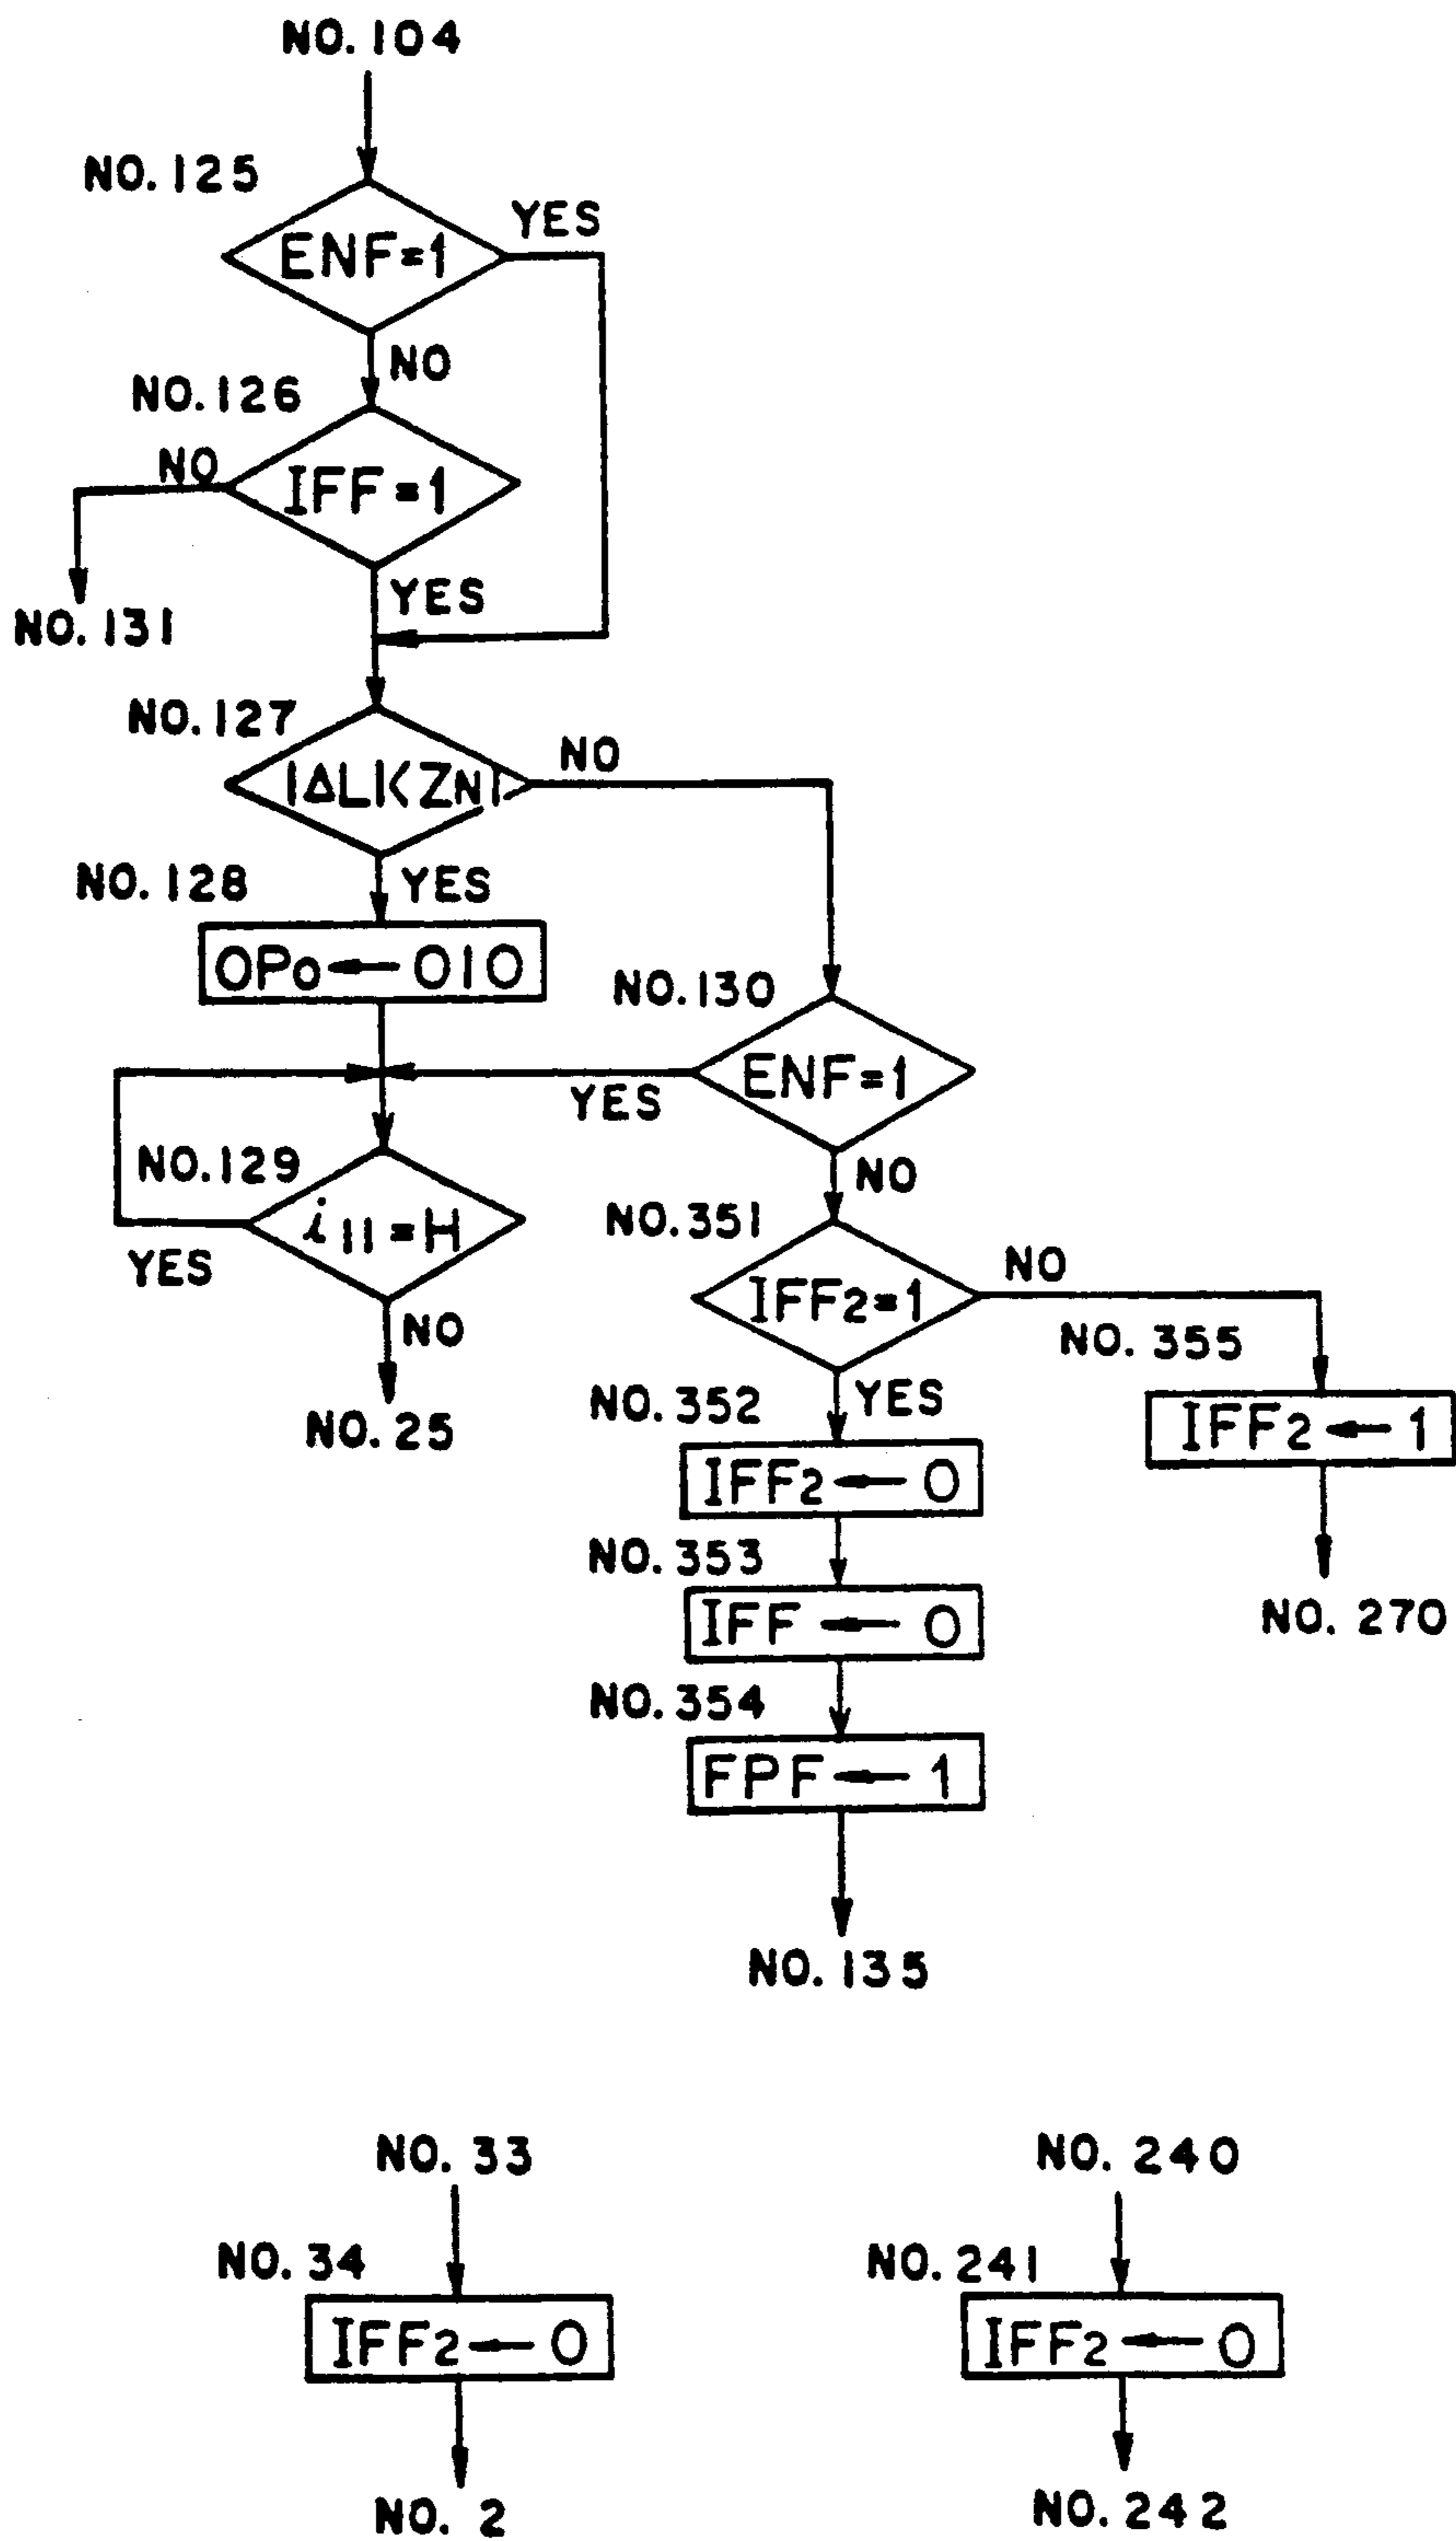 NO. 104
NO. 125
YES
ENF=1
NO
NO. 126
NO
IFF=1
YES
NO. 131
NO. 127
NO
|ΔL|<ZN
NO. 128
YES
OPo ← 010
NO. 130
ENF=1
YES
NO. 129
NO
i11=H
NO. 351
YES
NO
IFF2=1
NO
NO. 355
NO. 25
NO. 352
YES
IFF2 ← 1
IFF2 ← 0
NO. 353
NO. 270
IFF ← 0
NO. 354
FPF ← 1
NO. 135
NO. 33
NO. 240
NO. 34
NO. 241
IFF2 ← 0
IFF2 ← 0
NO. 2
NO. 242